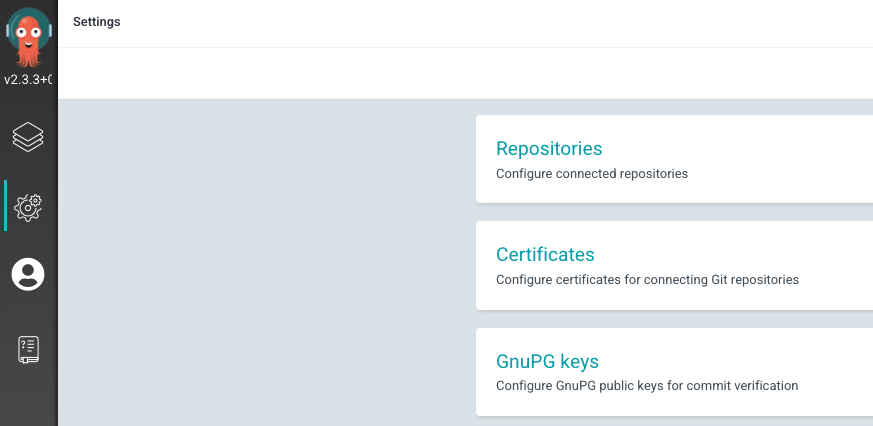 Settings
v2.3.3+
Repositories
Configure connected repositories
Certificates
Configure certificates for connecting Git repositories
GnuPG keys
Configure GnuPG public keys for commit verification